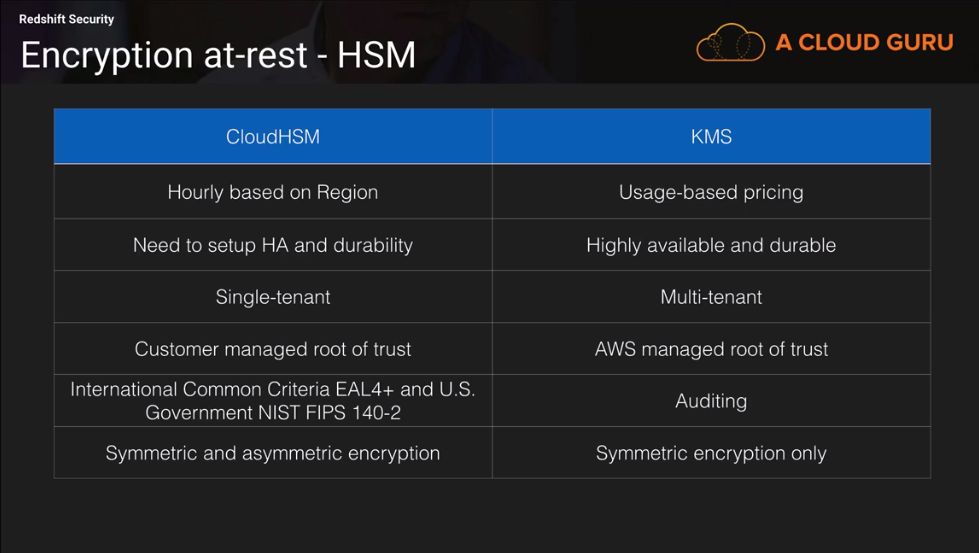 Redshift Security
Encryption at-rest - HSM
A CLOUD GURU
CloudHSM
KMS
Hourly based on Region
Usage-based pricing
Need to setup HA and durability
Highly available and durable
Single-tenant
Multi-tenant
Customer managed root of trust
AWS managed root of trust
International Common Criteria EAL4+ and U.S.
Government NIST FIPS 140-2
Auditing
Symmetric and asymmetric encryption
Symmetric encryption only